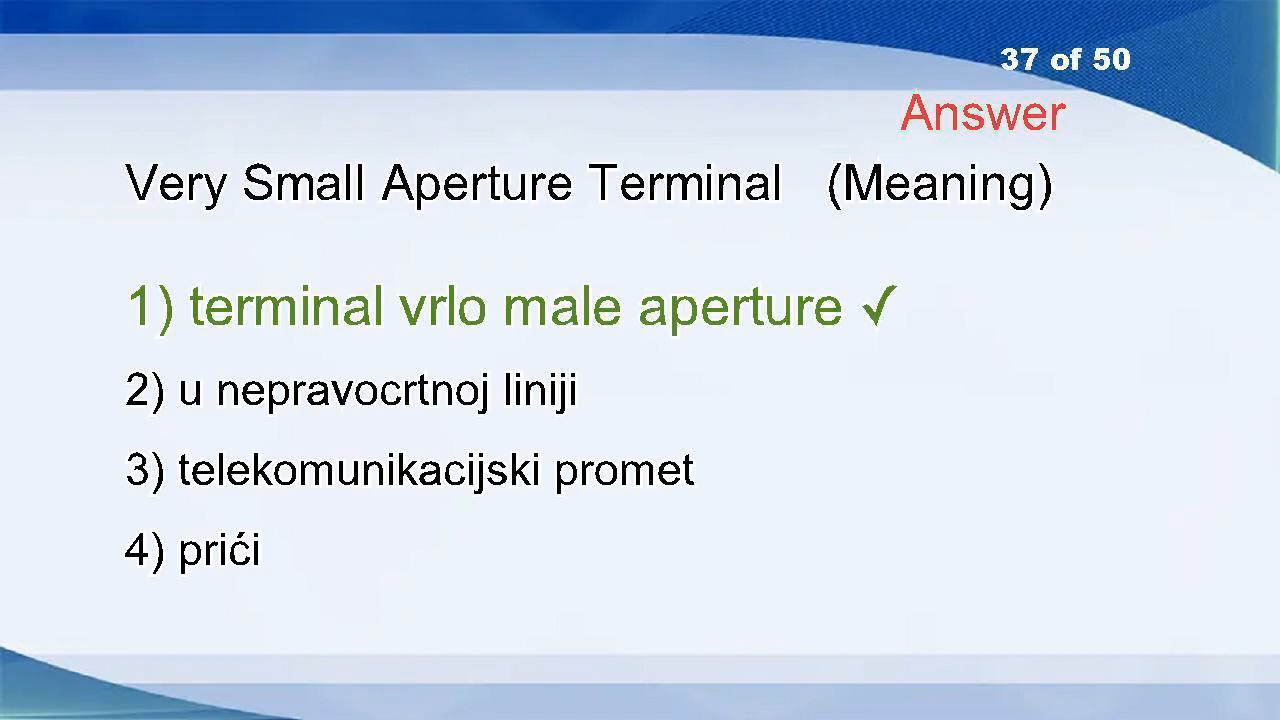 37 of 50
Answer
Very Small Aperture Terminal (Meaning)
1) terminal vrlo male aperture ✓
2) u nepravocrtnoj liniji
3) telekomunikacijski promet
4) prići